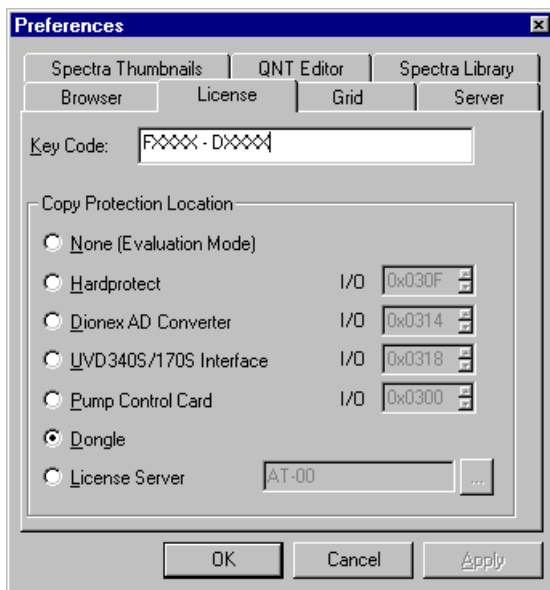 Preferences
Spectra Thumbnails QNT Editor Spectra Library
Browser License Grid Server
Key Code: FXXXX - DXXXX
Copy Protection Location
None (Evaluation Mode)
Hardprotect I/O 0x030F
Dionex AD Converter I/O 0x0314
UVD340S/170S Interface I/O 0x0318
Pump Control Card I/O 0x0300
Dongle
License Server AT-00 ...
OK Cancel Apply